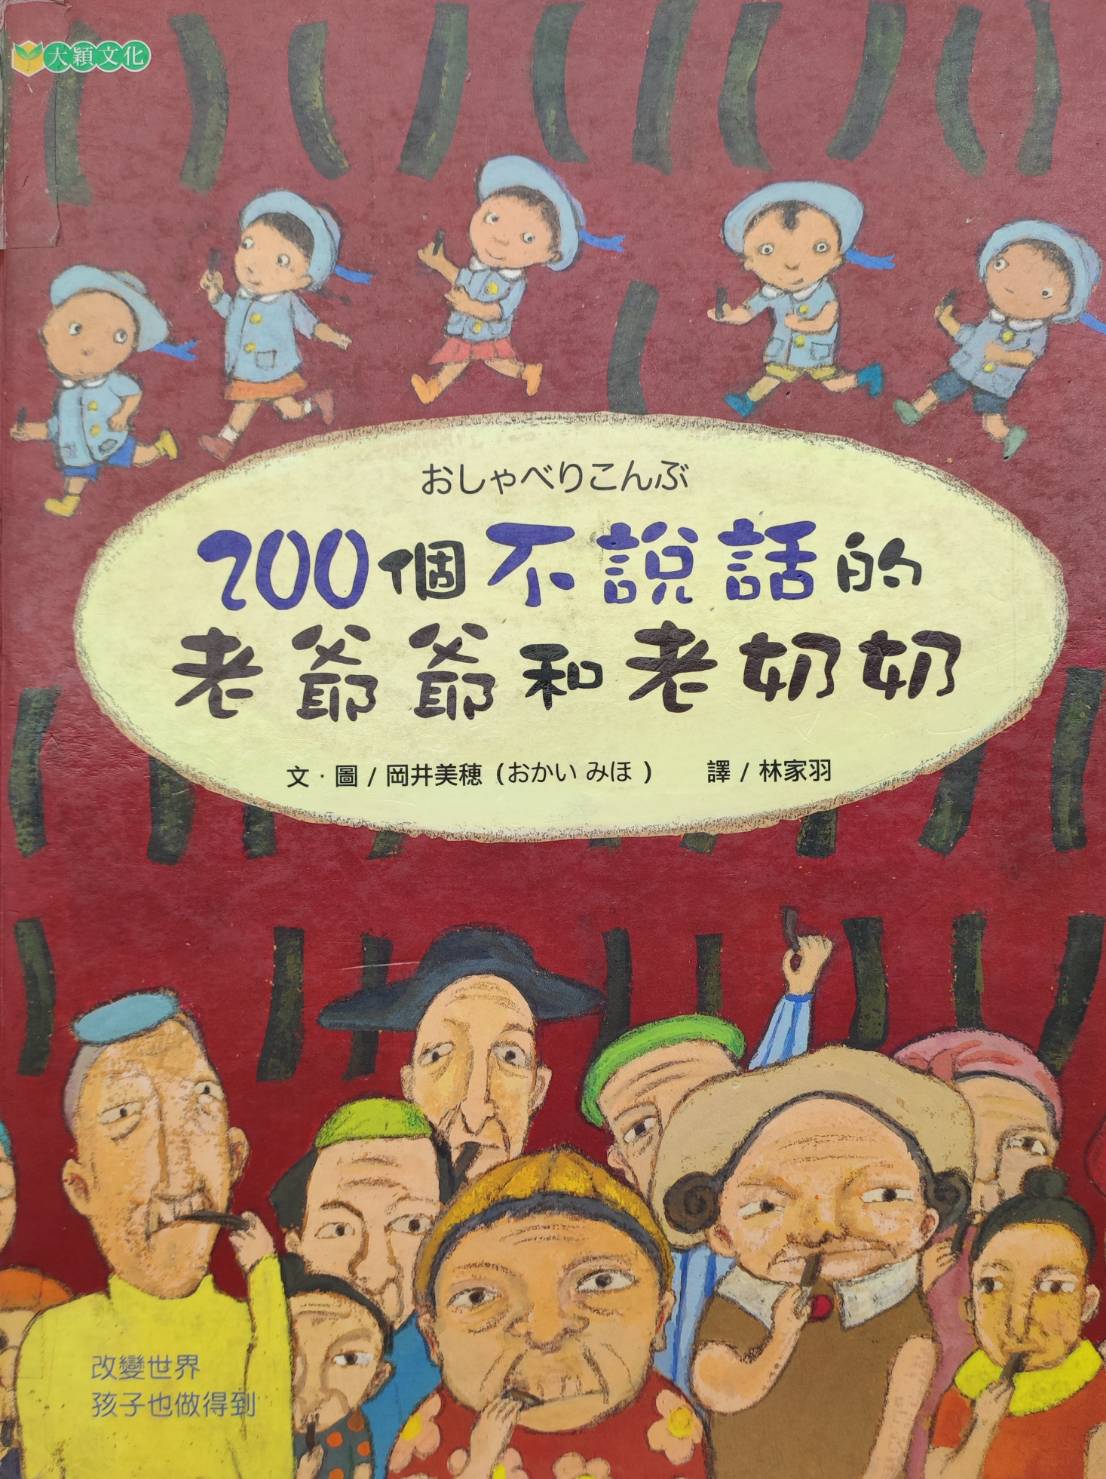 大穎文化
おしゃべりこんぶ
200個不說話的
老爺爺和老奶奶
文‧圖 / 岡井美穂（おかい みほ ） 譯 / 林家羽
改變世界
孩子也做得到